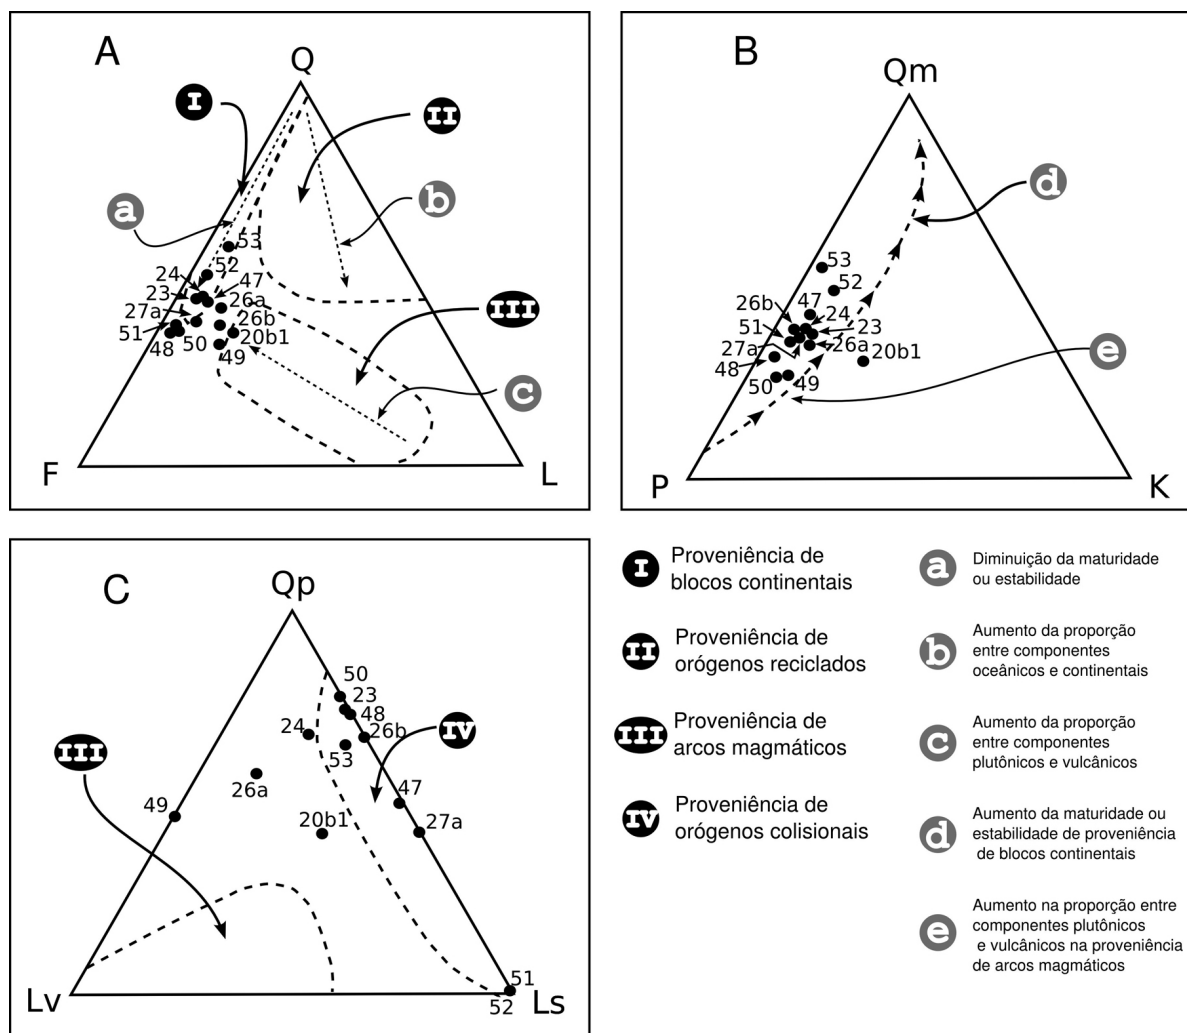 A
Q
I
II
a
b
53
52
24
47
23
26a
27a
26b
51
20b1
50
48
49
III
c
F
L
B
Qm
d
53
52
47
26b
24
51
23
26a
27a
20b1
48
50
49
e
P
K
C
Qp
50
23
48
24
26b
IV
III
53
26a
47
49
20b1
27a
51
Lv
Ls
52
I
Proveniência de
blocos continentais
II
Proveniência de
orógenos reciclados
III
Proveniência de
arcos magmáticos
IV
Proveniência de
orógenos colisionais
a
Diminuição da maturidade
ou estabilidade
b
Aumento da proporção
entre componentes
oceânicos e continentais
c
Aumento da proporção
entre componentes
plutônicos e vulcânicos
d
Aumento da maturidade ou
estabilidade de proveniência
de blocos continentais
e
Aumento na proporção entre
componentes plutônicos
e vulcânicos na proveniência
de arcos magmáticos